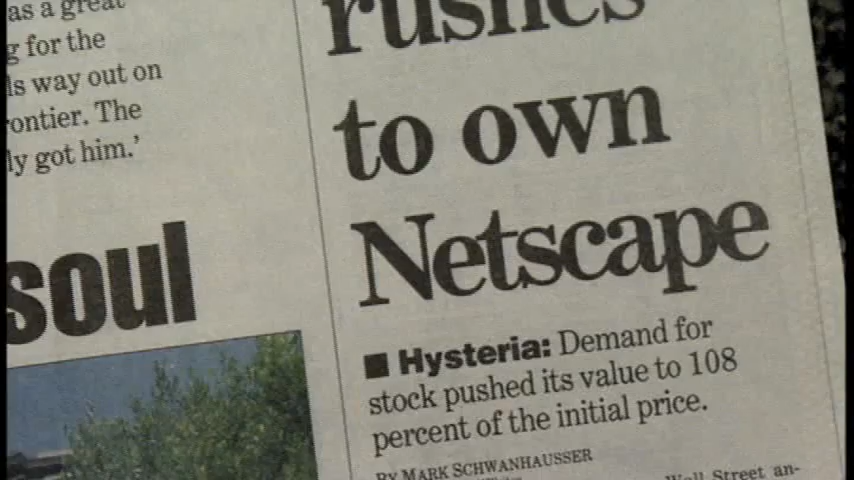 as a great
g for the
ls way out on
ontier. The
ly got him.'
soul
rushes
to own
Netscape
■ Hysteria: Demand for
stock pushed its value to 108
percent of the initial price.
BY MARK SCHWANHAUSSER
Wall Street an-